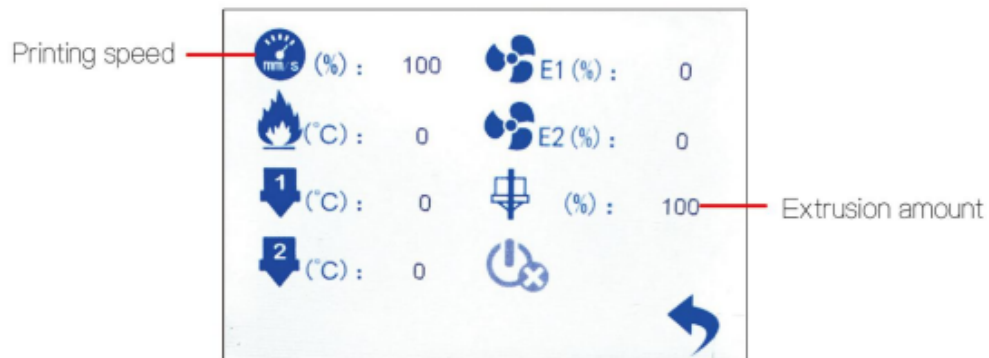 Printing speed
mm/s (%) : 100
E1 (%) : 0
(°C) : 0
E2 (%) : 0
1 (°C) : 0
(%) : 100
Extrusion amount
2 (°C) : 0